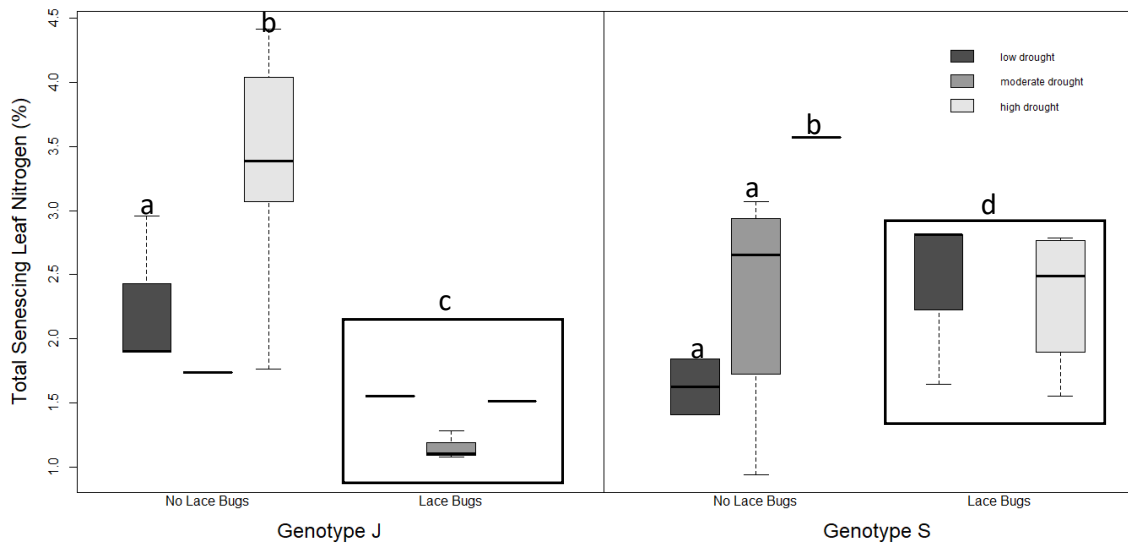 Total Senescing Leaf Nitrogen (%)
4.5
4.0
3.5
3.0
2.5
2.0
1.5
1.0
a
b
c
a
a
b
d
low drought
moderate drought
high drought
No Lace Bugs
Lace Bugs
No Lace Bugs
Lace Bugs
Genotype J
Genotype S